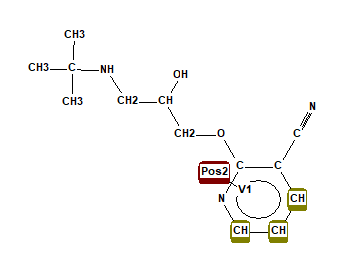 CH3
CH3 C NH OH
CH3 CH2 CH N
CH2 O C
C C
Pos2 V1
N CH
CH CH